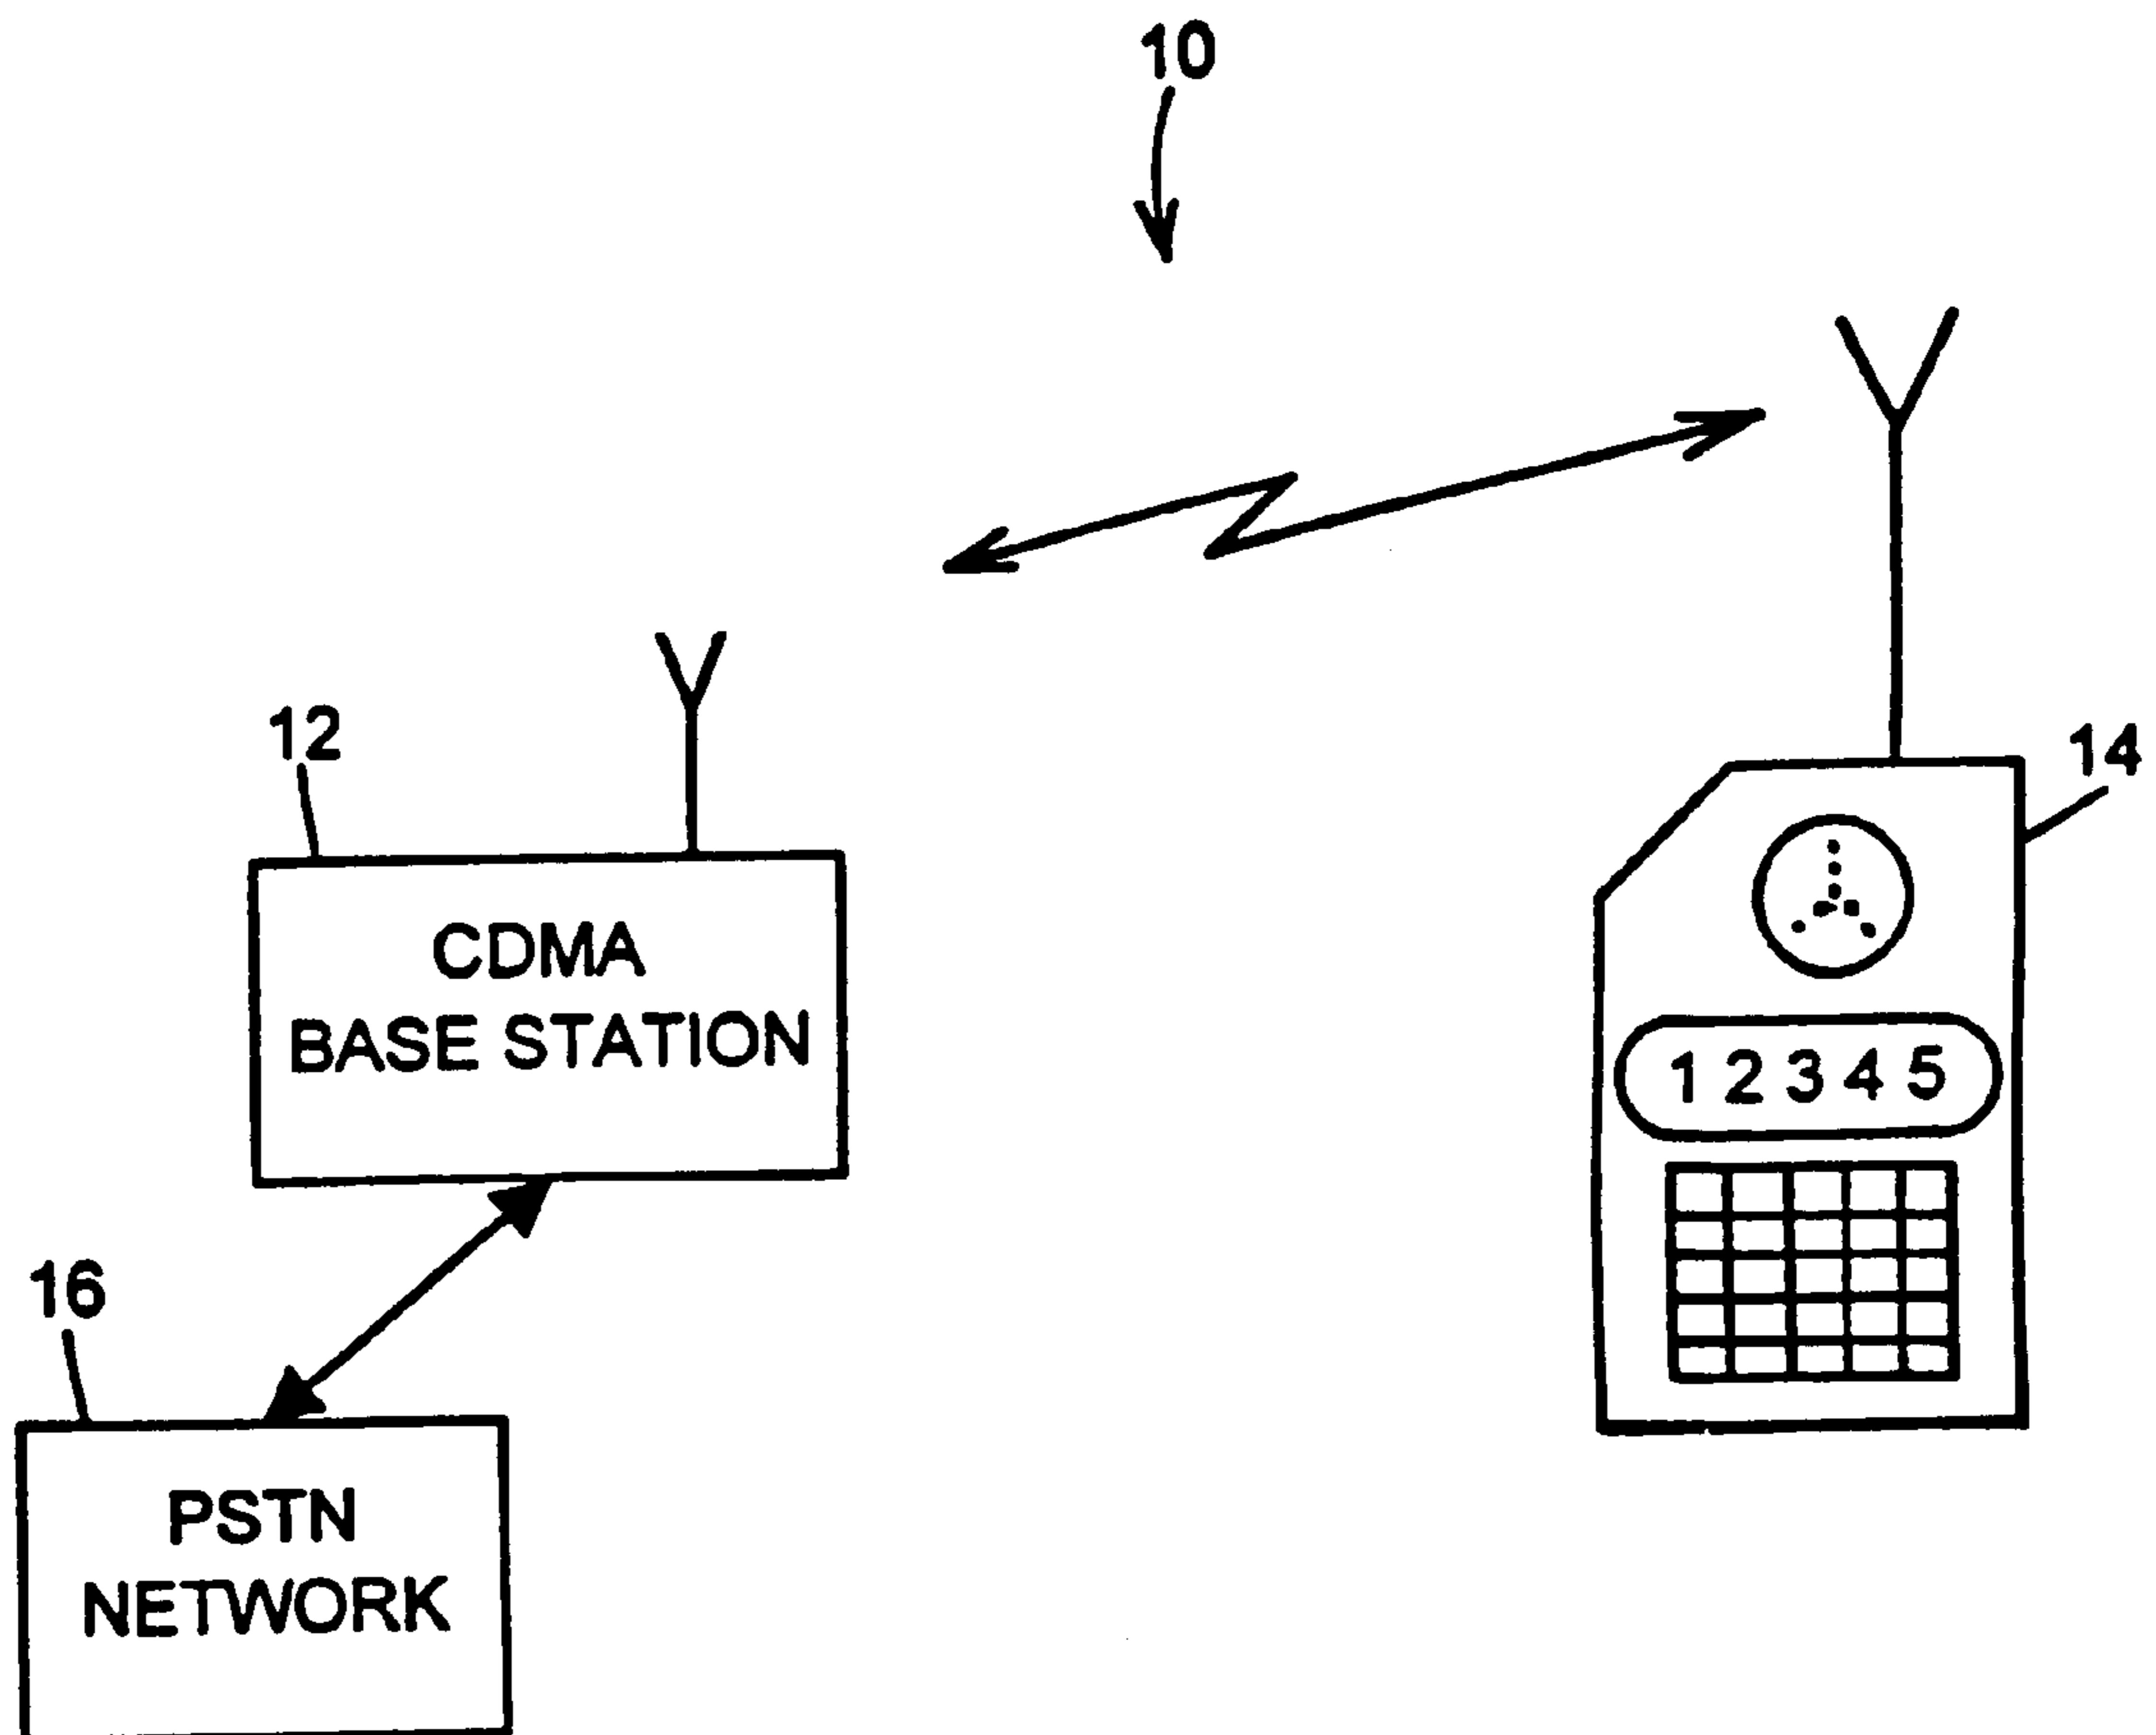 10
12
14
CDMA
BASE STATION
1 2 3 4 5
16
PSTN
NETWORK